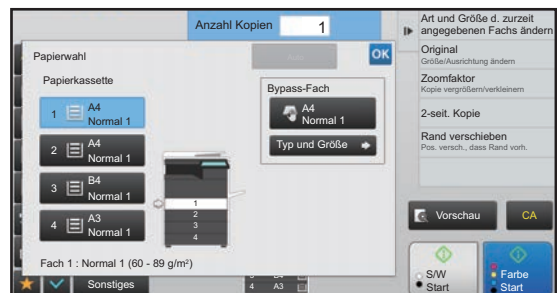 Anzahl Kopien 1
Papierwahl
OK
Papierkassette
1 A4
Normal 1
2 A4
Normal 1
3 B4
Normal 1
4 A3
Normal 1
1
2
3
4
Bypass-Fach
A4
Normal 1
Typ und Größe
Fach 1 : Normal 1 (60 - 89 g/m²)
Sonstiges
4 A3
Art und Größe d. zurzeit
angegebenen Fachs ändern
Original
Größe/Ausrichtung ändern
Zoomfaktor
Kopie vergrößern/verkleinern
2-seit. Kopie
Rand verschieben
Pos. versch., dass Rand vorh.
Vorschau
CA
S/W
Start
Farbe
Start